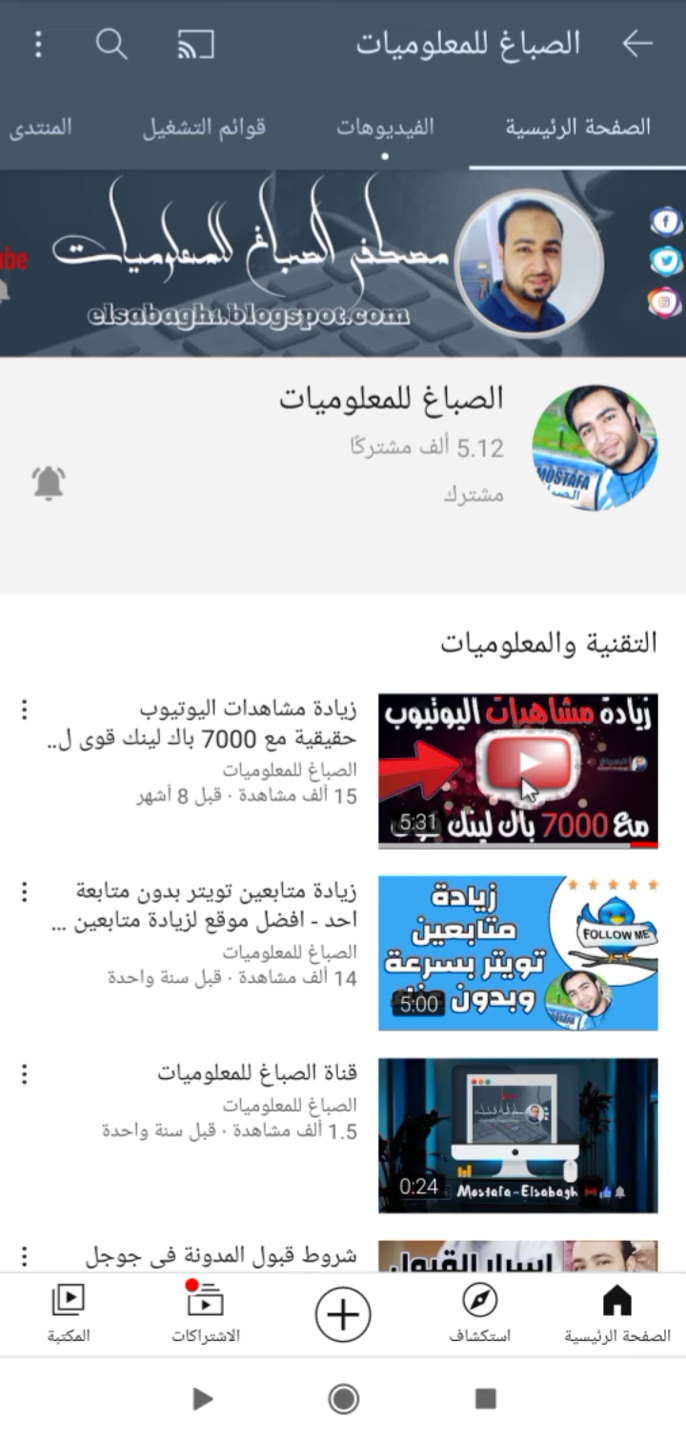 الصباغ للمعلوميات
الصفحة الرئيسية
الفيديوهات
قوائم التشغيل
المنتدى
مصطفى الصباغ للمعلوميات
elsabagh1.blogspot.com
الصباغ للمعلوميات
5.12 ألف مشتركًا
مشترك
MOSTAFA
التقنية والمعلوميات
زيادة مشاهدات اليوتيوب
حقيقية مع 7000 باك لينك قوى ل..
الصباغ للمعلوميات
15 ألف مشاهدة · قبل 8 أشهر
زيادة مشاهدات اليوتيوب
مع 7000 باك لينك
5:31
زيادة متابعين تويتر بدون متابعة
احد - افضل موقع لزيادة متابعين ...
الصباغ للمعلوميات
14 ألف مشاهدة · قبل سنة واحدة
زيادة
متابعين
تويتر بسرعة
وبدون
FOLLOW ME
5:00
قناة الصباغ للمعلوميات
الصباغ للمعلوميات
1.5 ألف مشاهدة · قبل سنة واحدة
Mostafa-Elsabagh
0:24
شروط قبول المدونة فى جوجل
اسرار القبول
الصفحة الرئيسية
استكشاف
الاشتراكات
المكتبة